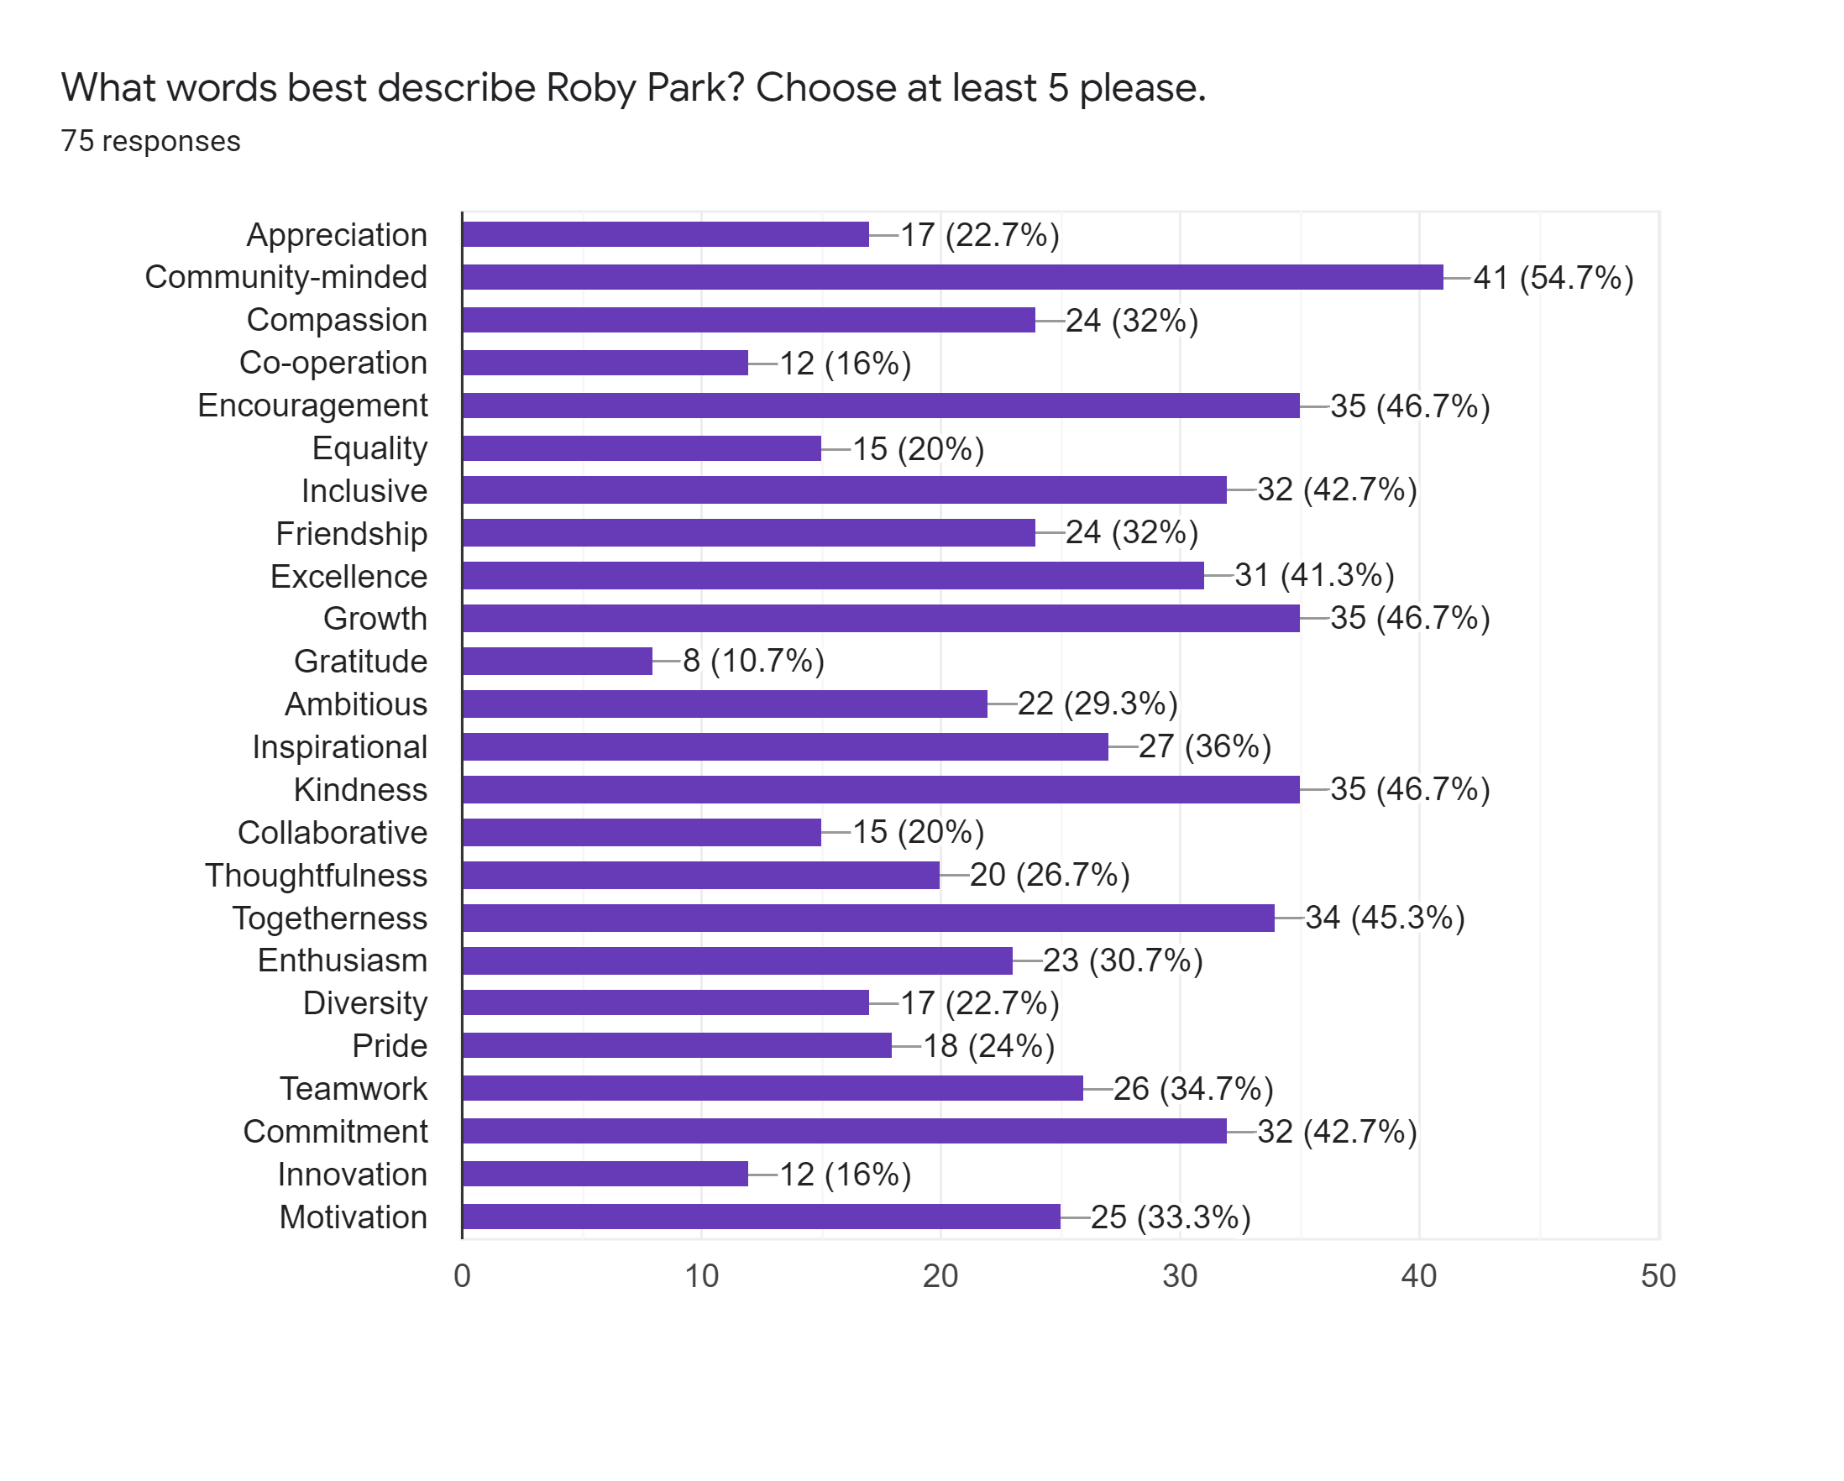 What words best describe Roby Park? Choose at least 5 please.
75 responses
Appreciation 17 (22.7%)
Community-minded 41 (54.7%)
Compassion 24 (32%)
Co-operation 12 (16%)
Encouragement 35 (46.7%)
Equality 15 (20%)
Inclusive 32 (42.7%)
Friendship 24 (32%)
Excellence 31 (41.3%)
Growth 35 (46.7%)
Gratitude 8 (10.7%)
Ambitious 22 (29.3%)
Inspirational 27 (36%)
Kindness 35 (46.7%)
Collaborative 15 (20%)
Thoughtfulness 20 (26.7%)
Togetherness 34 (45.3%)
Enthusiasm 23 (30.7%)
Diversity 17 (22.7%)
Pride 18 (24%)
Teamwork 26 (34.7%)
Commitment 32 (42.7%)
Innovation 12 (16%)
Motivation 25 (33.3%)
0 10 20 30 40 50